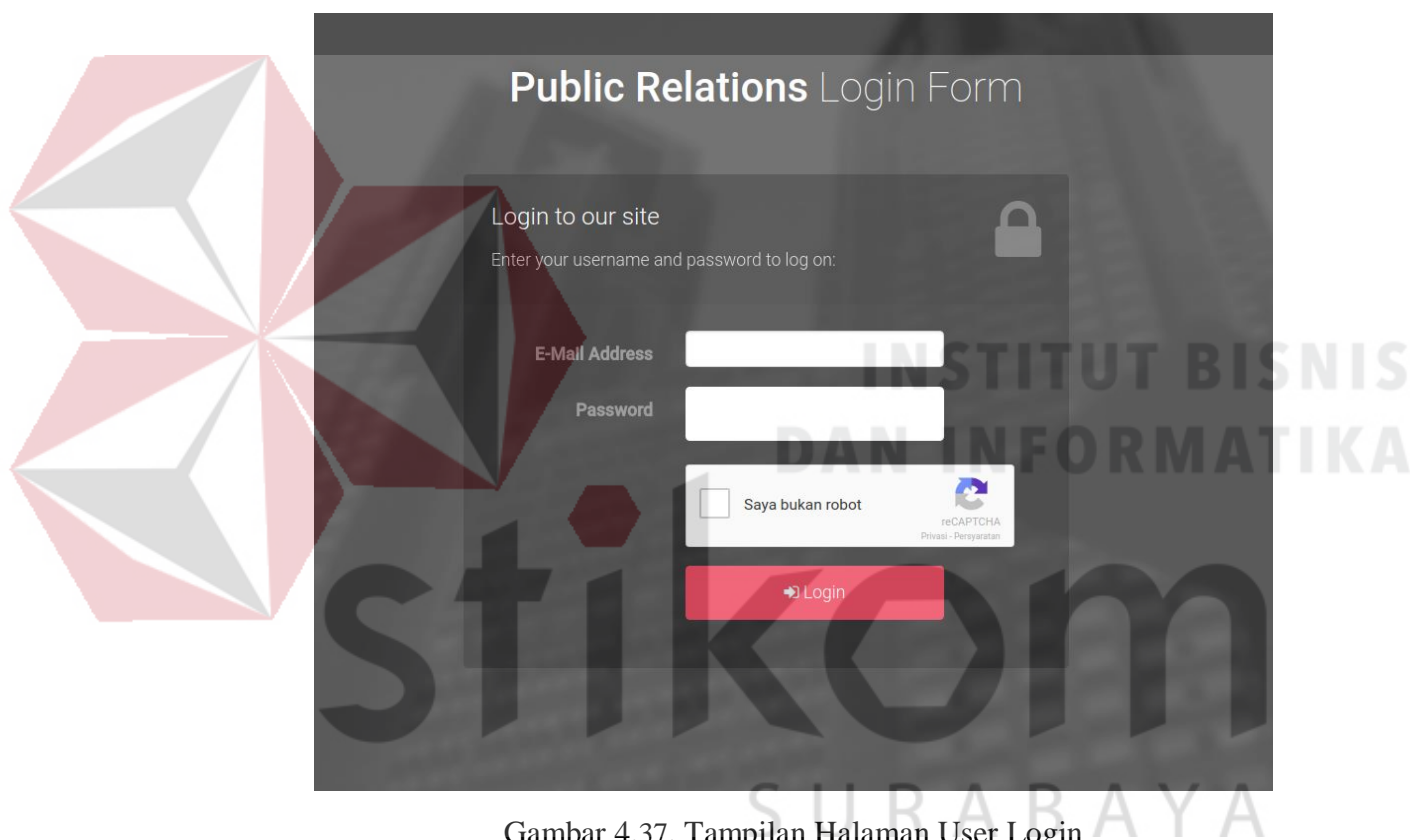 Public Relations Login Form
Login to our site
Enter your username and password to log on:
E-Mail Address
Password
INSTITUT BISNIS
DAN INFORMATIKA
Saya bukan robot
reCAPTCHA
Privasi - Persyaratan
stikom
Login
SURABAYA
Gambar 4.37. Tampilan Halaman User Login